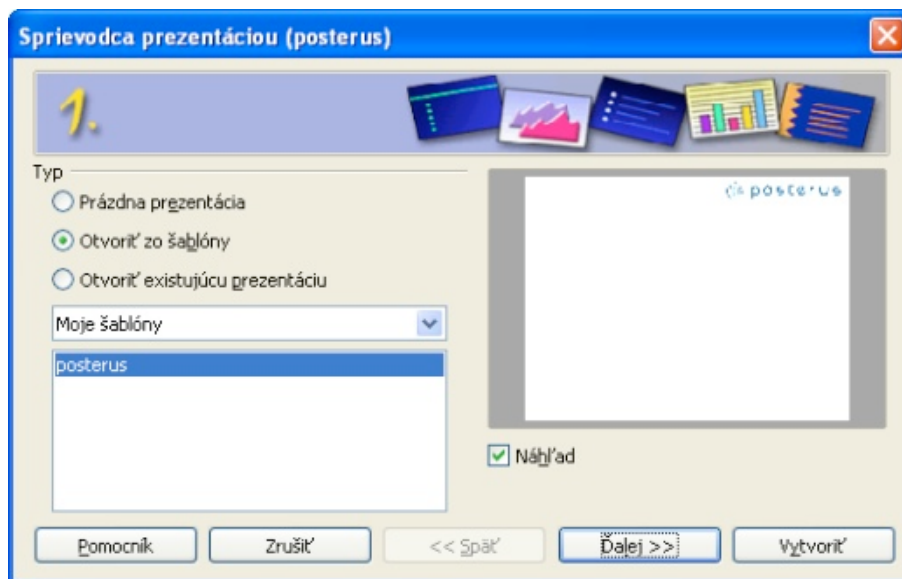 Sprievodca prezentáciou (posterus)
1.
Typ
Prázdna prezentácia
Otvoriť zo šablóny
Otvoriť existujúcu prezentáciu
Moje šablóny
posterus
posterus
Náhľad
Pomocník
Zrušiť
<< Späť
Ďalej >>
Vytvoriť